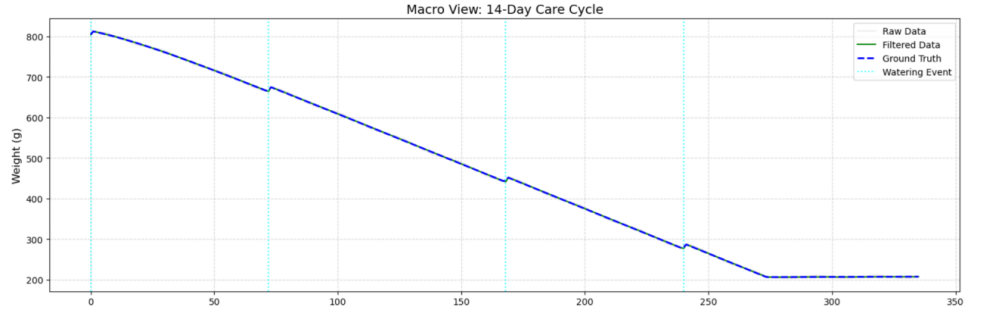 Macro View: 14-Day Care Cycle
Raw Data
Filtered Data
Ground Truth
Watering Event
Weight (g)
800
700
600
500
400
300
200
0 50 100 150 200 250 300 350